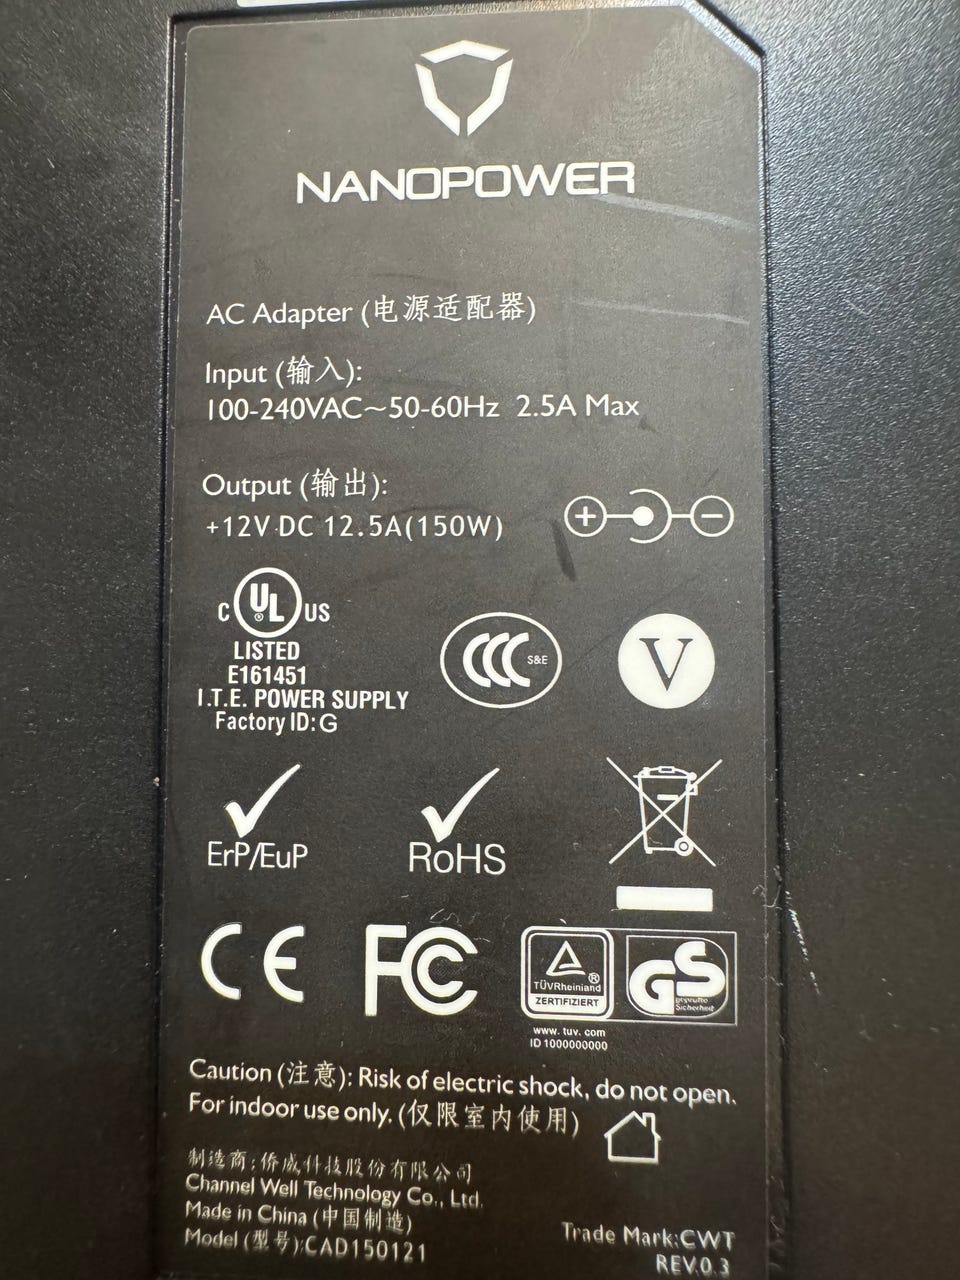 NANOPOWER
AC Adapter (电源适配器)
Input (输入):
100-240VAC~50-60Hz 2.5A Max
Output (输出):
+12V DC 12.5A(150W)
+ −
C UL ® US
LISTED
E161451
I.T.E. POWER SUPPLY
Factory ID: G
CCC S&E
V
ErP/EuP
RoHS
CE
FC
TÜVRheinland ®
ZERTIFIZIERT
GS
geprüfte
Sicherheit
www.tuv.com
ID 1000000000
Caution (注意): Risk of electric shock, do not open.
For indoor use only. (仅限室内使用)
制造商:侨威科技股份有限公司
Channel Well Technology Co., Ltd.
Made in China (中国制造)
Model (型号):CAD150121
Trade Mark:CWT
REV.0.3